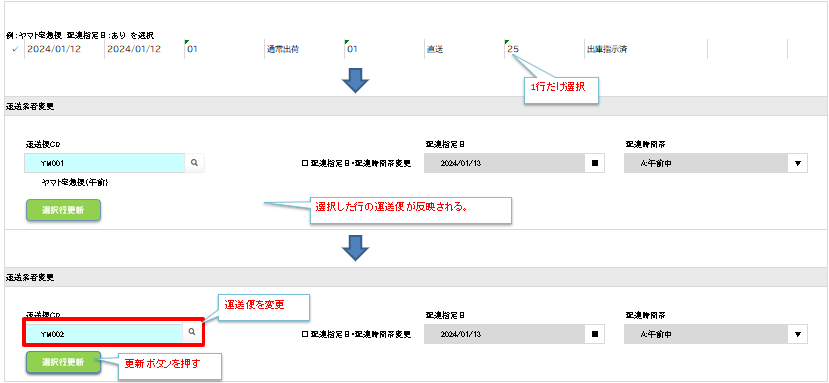 例：ヤマト宅急便 配達指定日：あり を選択
✓ 2024/01/12 2024/01/12 01 通常出荷 01 直送 25 出庫指示済
1行だけ選択
運送業者変更
運送便CD 配達指定日 配達時間帯
YM001 配達指定日・配達時間帯変更 2024/01/13 A:午前中
ヤマト宅急便(午前)
選択した行の運送便が反映される。
選択行更新
運送業者変更
運送便を変更
運送便CD 配達指定日 配達時間帯
YM002 配達指定日・配達時間帯変更 2024/01/13 A:午前中
選択行更新 更新ボタンを押す